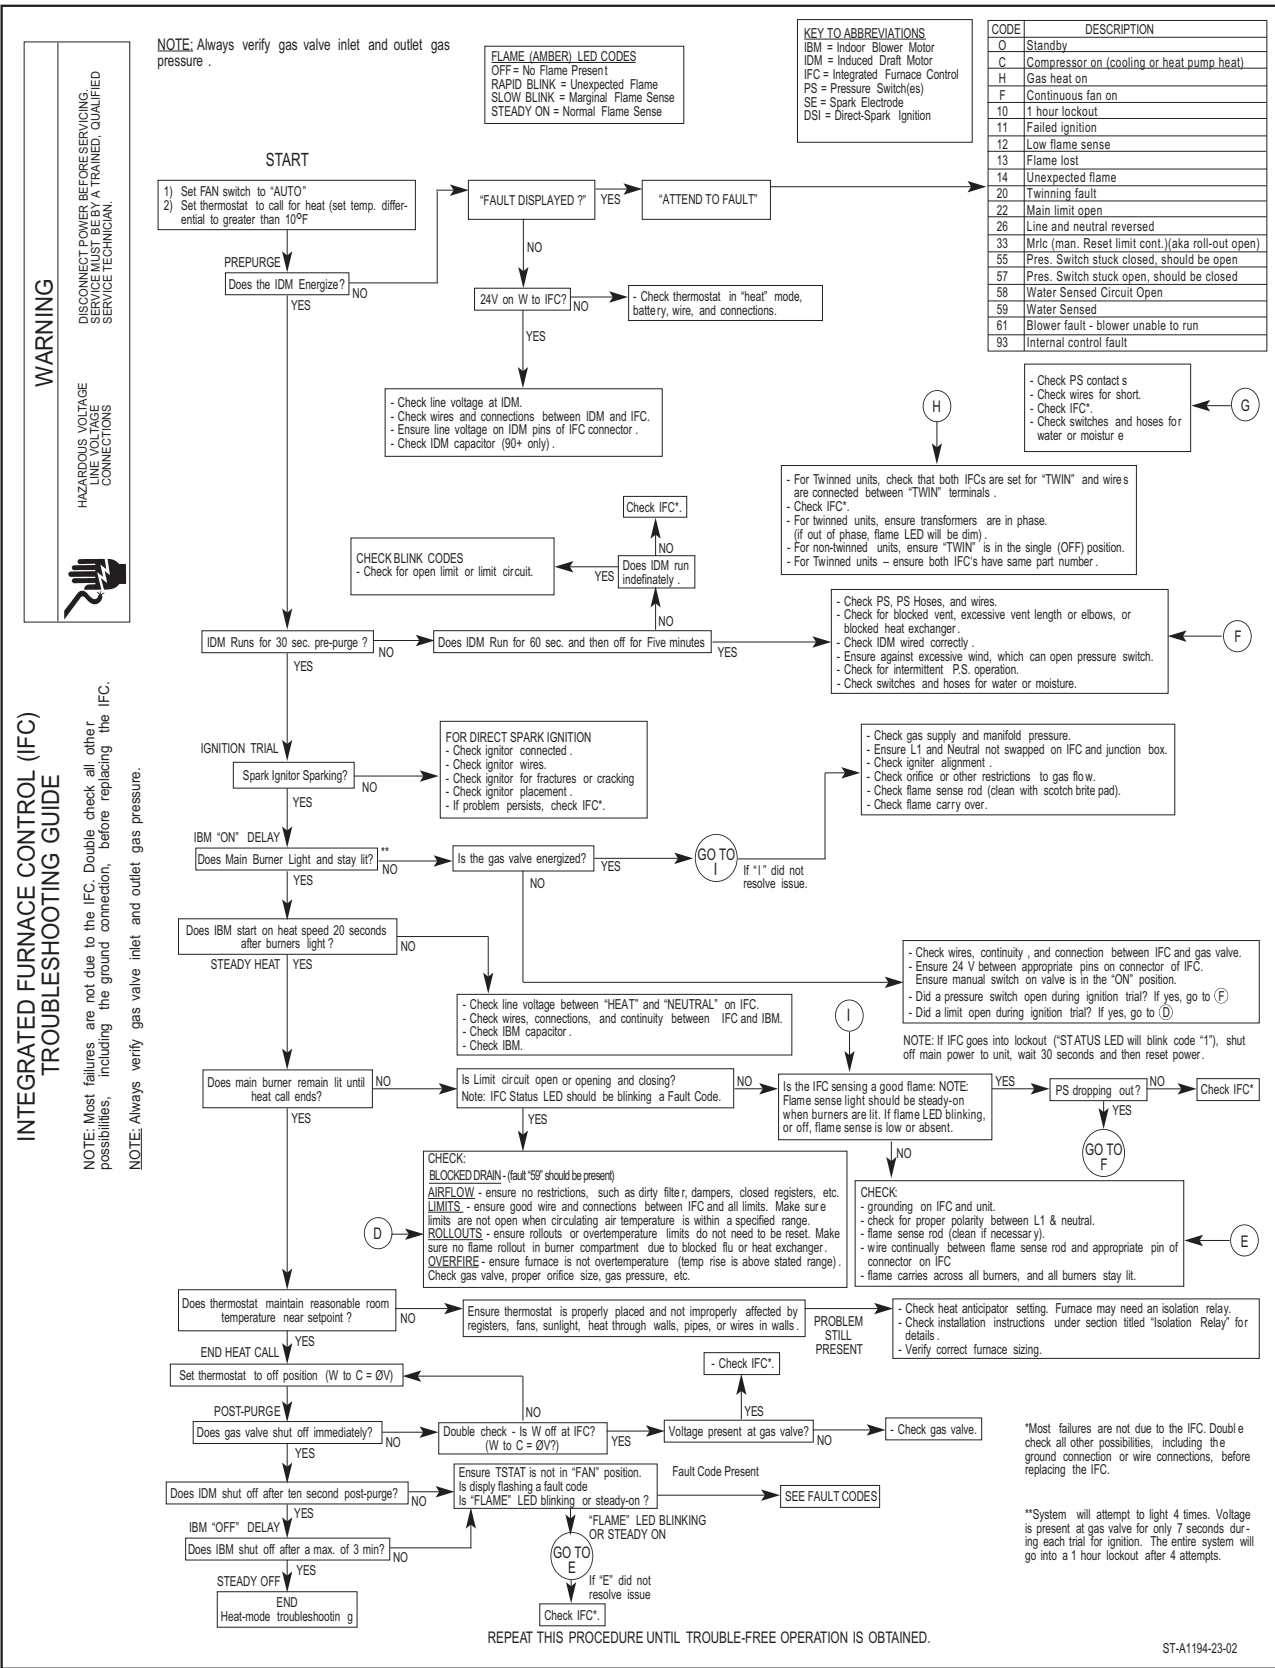 INTEGRATED FURNACE CONTROL (IFC)
TROUBLESHOOTING GUIDE
NOTE: Most failures are not due to the IFC. Double check all other
possibilities, including the ground connection, before replacing the IFC.
NOTE: Always verify gas valve inlet and outlet gas pressure.
WARNING
HAZARDOUS VOLTAGE
LINE VOLTAGE
CONNECTIONS
DISCONNECT POWER BEFORE SERVICING.
SERVICE MUST BE BY A TRAINED, QUALIFIED
SERVICE TECHNICIAN.
NOTE: Always verify gas valve inlet and outlet gas
pressure .
FLAME (AMBER) LED CODES
OFF = No Flame Present
RAPID BLINK = Unexpected Flame
SLOW BLINK = Marginal Flame Sense
STEADY ON = Normal Flame Sense
KEY TO ABBREVIATIONS
IBM = Indoor Blower Motor
IDM = Induced Draft Motor
IFC = Integrated Furnace Control
PS = Pressure Switch(es)
SE = Spark Electrode
DSI = Direct-Spark Ignition
CODE DESCRIPTION
O Standby
C Compressor on (cooling or heat pump heat)
H Gas heat on
F Continuous fan on
10 1 hour lockout
11 Failed ignition
12 Low flame sense
13 Flame lost
14 Unexpected flame
20 Twinning fault
22 Main limit open
26 Line and neutral reversed
33 Mrlc (man. Reset limit cont.)(aka roll-out open)
55 Pres. Switch stuck closed, should be open
57 Pres. Switch stuck open, should be closed
58 Water Sensed Circuit Open
59 Water Sensed
61 Blower fault - blower unable to run
93 Internal control fault
START
1) Set FAN switch to “AUTO”
2) Set thermostat to call for heat (set temp. differ-
ential to greater than 10°F
“FAULT DISPLAYED ?”
YES
“ATTEND TO FAULT”
NO
PREPURGE
Does the IDM Energize?
NO
YES
24V on W to IFC?
NO
- Check thermostat in “heat” mode,
battery, wire, and connections.
YES
- Check line voltage at IDM.
- Check wires and connections between IDM and IFC.
- Ensure line voltage on IDM pins of IFC connector .
- Check IDM capacitor (90+ only) .
- Check PS contact s
- Check wires for short.
- Check IFC*.
- Check switches and hoses for
water or moistur e
G
H
- For Twinned units, check that both IFCs are set for “TWIN” and wires
are connected between “TWIN” terminals .
- Check IFC*.
- For twinned units, ensure transformers are in phase.
(if out of phase, flame LED will be dim) .
- For non-twinned units, ensure “TWIN” is in the single (OFF) position.
- For Twinned units – ensure both IFC's have same part number .
Check IFC*.
NO
CHECK BLINK CODES
- Check for open limit or limit circuit.
YES
Does IDM run
indefinately .
NO
IDM Runs for 30 sec. pre-purge ?
NO
YES
Does IDM Run for 60 sec. and then off for Five minutes
YES
- Check PS, PS Hoses, and wires.
- Check for blocked vent, excessive vent length or elbows, or
blocked heat exchanger .
- Check IDM wired correctly .
- Ensure against excessive wind, which can open pressure switch.
- Check for intermittent P.S. operation.
- Check switches and hoses for water or moisture.
F
IGNITION TRIAL
Spark Ignitor Sparking?
NO
YES
FOR DIRECT SPARK IGNITION
- Check ignitor connected .
- Check ignitor wires.
- Check ignitor for fractures or cracking
- Check ignitor placement .
- If problem persists, check IFC*.
- Check gas supply and manifold pressure.
- Ensure L1 and Neutral not swapped on IFC and junction box.
- Check igniter alignment .
- Check orifice or other restrictions to gas flow.
- Check flame sense rod (clean with scotch brite pad).
- Check flame carry over.
IBM “ON” DELAY
Does Main Burner Light and stay lit?
**
NO
YES
Is the gas valve energized?
YES
NO
GO TO
I
If “I” did not
resolve issue.
Does IBM start on heat speed 20 seconds
after burners light ?
NO
STEADY HEAT
YES
- Check line voltage between “HEAT” and “NEUTRAL” on IFC.
- Check wires, connections, and continuity between IFC and IBM.
- Check IBM capacitor .
- Check IBM.
- Check wires, continuity , and connection between IFC and gas valve.
- Ensure 24 V between appropriate pins on connector of IFC.
Ensure manual switch on valve is in the “ON” position.
- Did a pressure switch open during ignition trial? If yes, go to F
- Did a limit open during ignition trial? If yes, go to D
NOTE: If IFC goes into lockout (“STATUS LED will blink code “1”), shut
off main power to unit, wait 30 seconds and then reset power .
I
Does main burner remain lit until
heat call ends?
NO
YES
Is Limit circuit open or opening and closing?
Note: IFC Status LED should be blinking a Fault Code.
NO
YES
Is the IFC sensing a good flame: NOTE:
Flame sense light should be steady-on
when burners are lit. If flame LED blinking,
or off, flame sense is low or absent.
YES
NO
PS dropping out?
NO
Check IFC*
YES
GO TO
F
D
CHECK:
BLOCKED DRAIN - (fault “59” should be present)
AIRFLOW - ensure no restrictions, such as dirty filter, dampers, closed registers, etc.
LIMITS - ensure good wire and connections between IFC and all limits. Make sure
limits are not open when circulating air temperature is within a specified range.
ROLLOUTS - ensure rollouts or overtemperature limits do not need to be reset. Make
sure no flame rollout in burner compartment due to blocked flu or heat exchanger .
OVERFIRE - ensure furnace is not overtemperature (temp rise is above stated range) .
Check gas valve, proper orifice size, gas pressure, etc.
CHECK:
- grounding on IFC and unit.
- check for proper polarity between L1 & neutral.
- flame sense rod (clean if necessary).
- wire continually between flame sense rod and appropriate pin of
connector on IFC
- flame carries across all burners, and all burners stay lit.
E
Does thermostat maintain reasonable room
temperature near setpoint ?
NO
YES
Ensure thermostat is properly placed and not improperly affected by
registers, fans, sunlight, heat through walls, pipes, or wires in walls .
PROBLEM
STILL
PRESENT
- Check heat anticipator setting. Furnace may need an isolation relay.
- Check installation instructions under section titled “Isolation Relay” for
details .
- Verify correct furnace sizing.
END HEAT CALL
Set thermostat to off position (W to C = ØV)
- Check IFC*.
YES
POST-PURGE
NO
Does gas valve shut off immediately?
NO
YES
Double check - Is W off at IFC?
(W to C = ØV?)
YES
Voltage present at gas valve?
NO
- Check gas valve.
Does IDM shut off after ten second post-purge?
NO
YES
Ensure TSTAT is not in “FAN” position.
Is disply flashing a fault code
Is “FLAME” LED blinking or steady-on ?
Fault Code Present
SEE FAULT CODES
IBM “OFF” DELAY
Does IBM shut off after a max. of 3 min?
NO
YES
“FLAME” LED BLINKING
OR STEADY ON
GO TO
E
If “E” did not
resolve issue
Check IFC*.
STEADY OFF
END
Heat-mode troubleshootin g
*Most failures are not due to the IFC. Double
check all other possibilities, including the
ground connection or wire connections, before
replacing the IFC.
**System will attempt to light 4 times. Voltage
is present at gas valve for only 7 seconds dur-
ing each trial for ignition. The entire system will
go into a 1 hour lockout after 4 attempts.
REPEAT THIS PROCEDURE UNTIL TROUBLE-FREE OPERATION IS OBTAINED.
ST-A1194-23-02